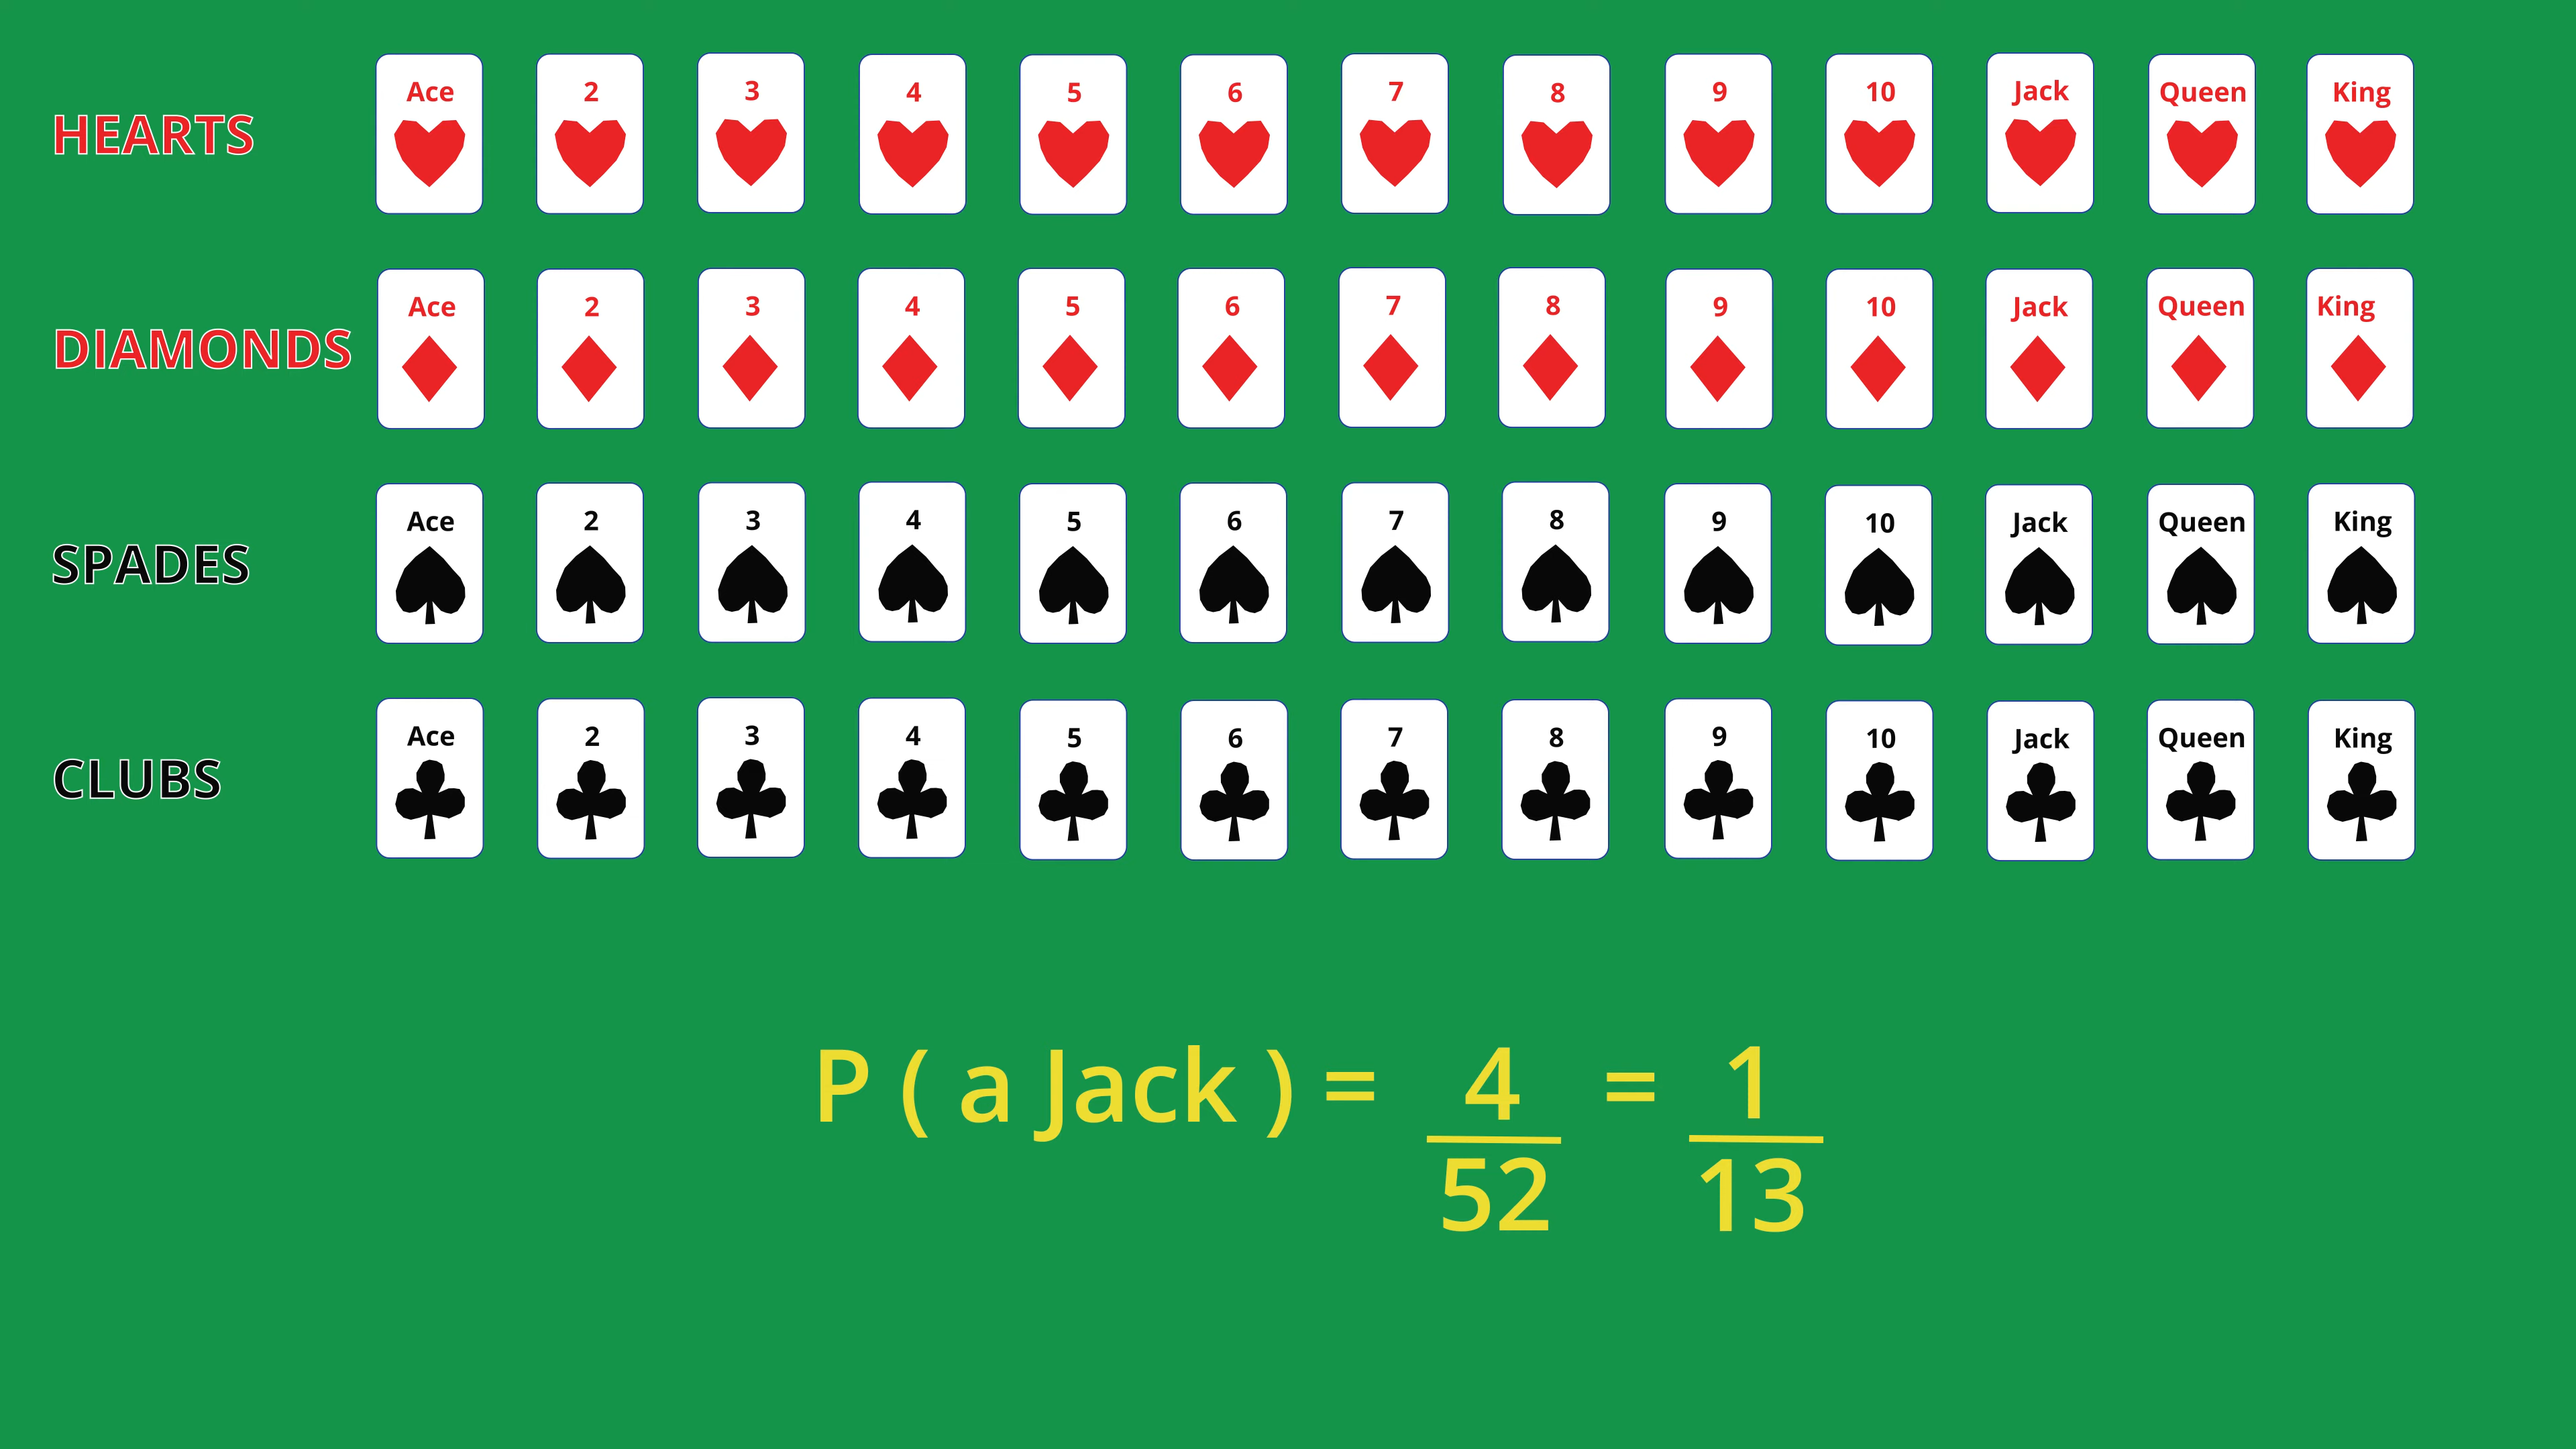 HEARTS Ace 2 3 4 5 6 7 8 9 10 Jack Queen King
DIAMONDS Ace 2 3 4 5 6 7 8 9 10 Jack Queen King
SPADES Ace 2 3 4 5 6 7 8 9 10 Jack Queen King
CLUBS Ace 2 3 4 5 6 7 8 9 10 Jack Queen King
P ( a Jack ) = 4 = 1
52 13